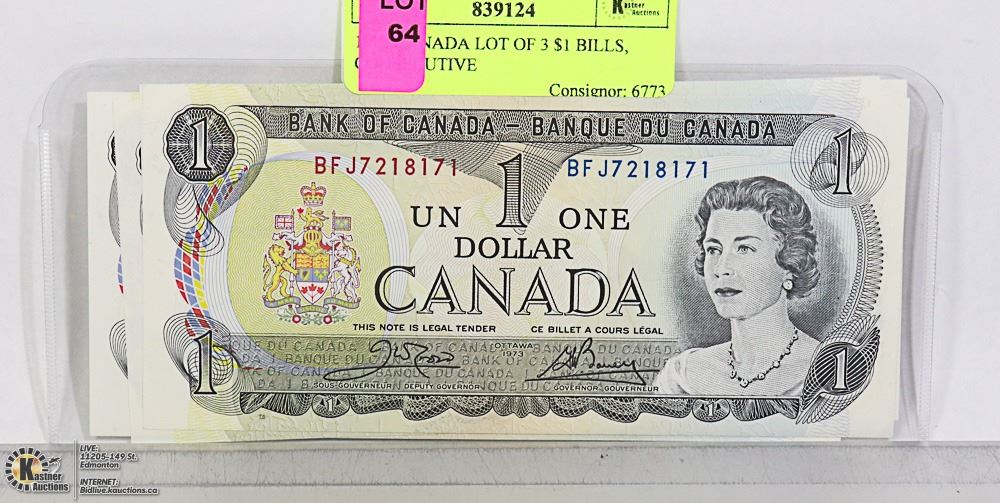 LOT
64
839124
Kastner
Auctions
CANADA LOT OF 3 $1 BILLS,
CONSECUTIVE
Consignor: 6773
1
1
BANK OF CANADA – BANQUE DU CANADA
BFJ7218171
1
BFJ7218171
UN
ONE
DOLLAR
CANADA
THIS NOTE IS LEGAL TENDER
CE BILLET A COURS LÉGAL
OTTAWA
1973
SOUS-GOUVERNEUR
DEPUTY GOVERNOR
GOVERNOR-GOUVERNEUR
1
1
1
1
Kastner
Auctions
LIVE:
11205-149 St.
Edmonton
INTERNET:
Bidlive.kauctions.ca